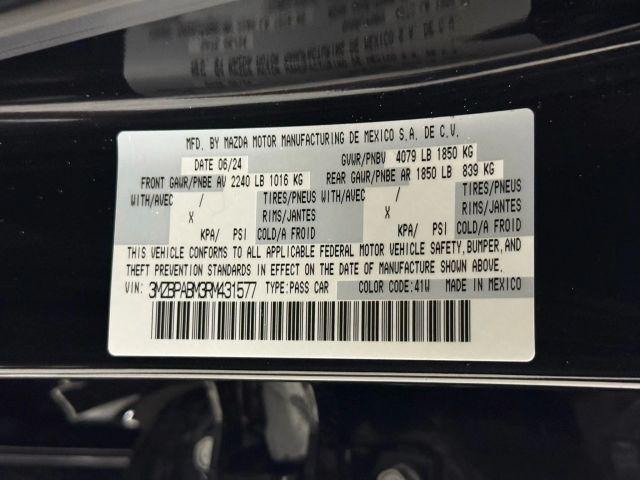 MFD. BY MAZDA MOTOR MANUFACTURING DE MEXICO S.A. DE C.V.
DATE 06/24 GVWR/PNBV 4079 LB 1850 KG
FRONT GAWR/PNBE AV 2240 LB 1016 KG REAR GAWR/PNBE AR 1850 LB 839 KG
WITH/AVEC / TIRES/PNEUS WITH/AVEC / TIRES/PNEUS
X RIMS/JANTES X RIMS/JANTES
KPA/ PSI COLD/A FROID KPA/ PSI COLD/A FROID
THIS VEHICLE CONFORMS TO ALL APPLICABLE FEDERAL MOTOR VEHICLE SAFETY, BUMPER, AND
THEFT PREVENTION STANDARDS IN EFFECT ON THE DATE OF MANUFACTURE SHOWN ABOVE.
VIN: 3MZBPABM3RM431577 TYPE:PASS CAR COLOR CODE:41W MADE IN MEXICO